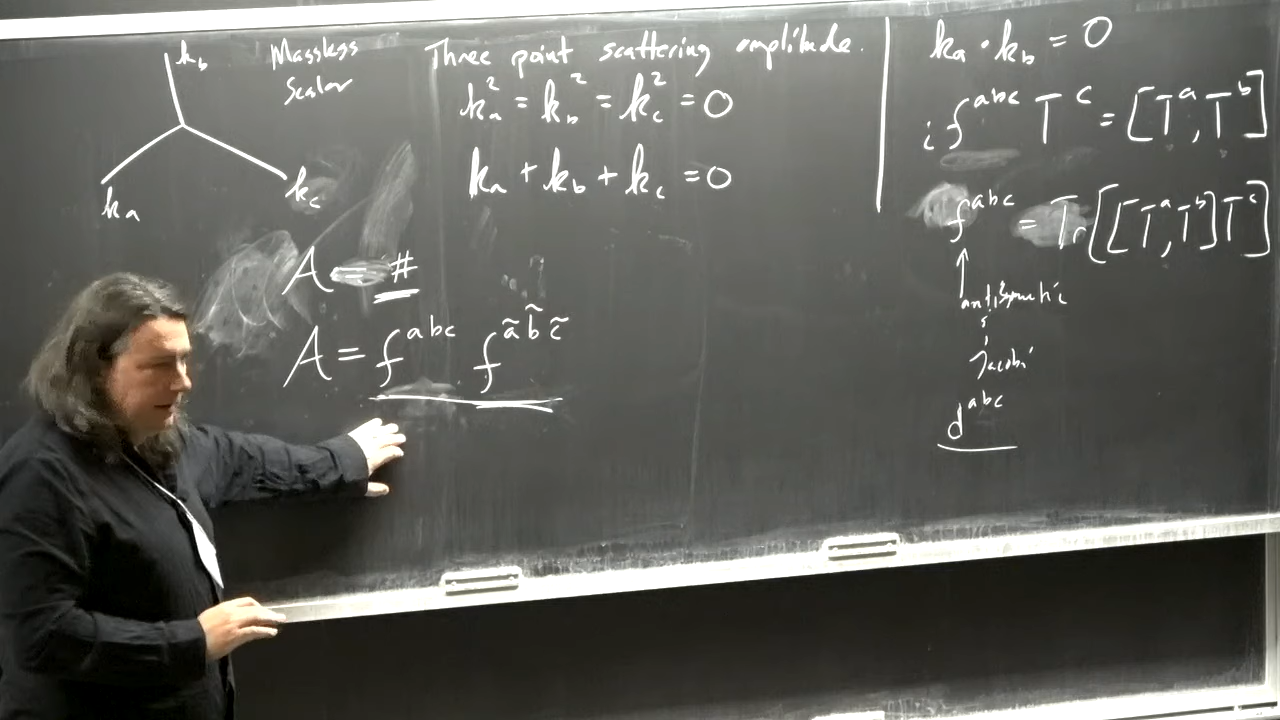 k_b
Massless
Scalar
k_a
k_c
Three point scattering amplitude.
k_a^2 = k_b^2 = k_c^2 = 0
k_a + k_b + k_c = 0
A = #
A = f^{abc} f^{ãb̃c̃}
k_a · k_b = 0
i f^{abc} T^c = [T^a, T^b]
f^{abc} = Tr[[T^a, T^b] T^c]
Jacobi
d^{abc}